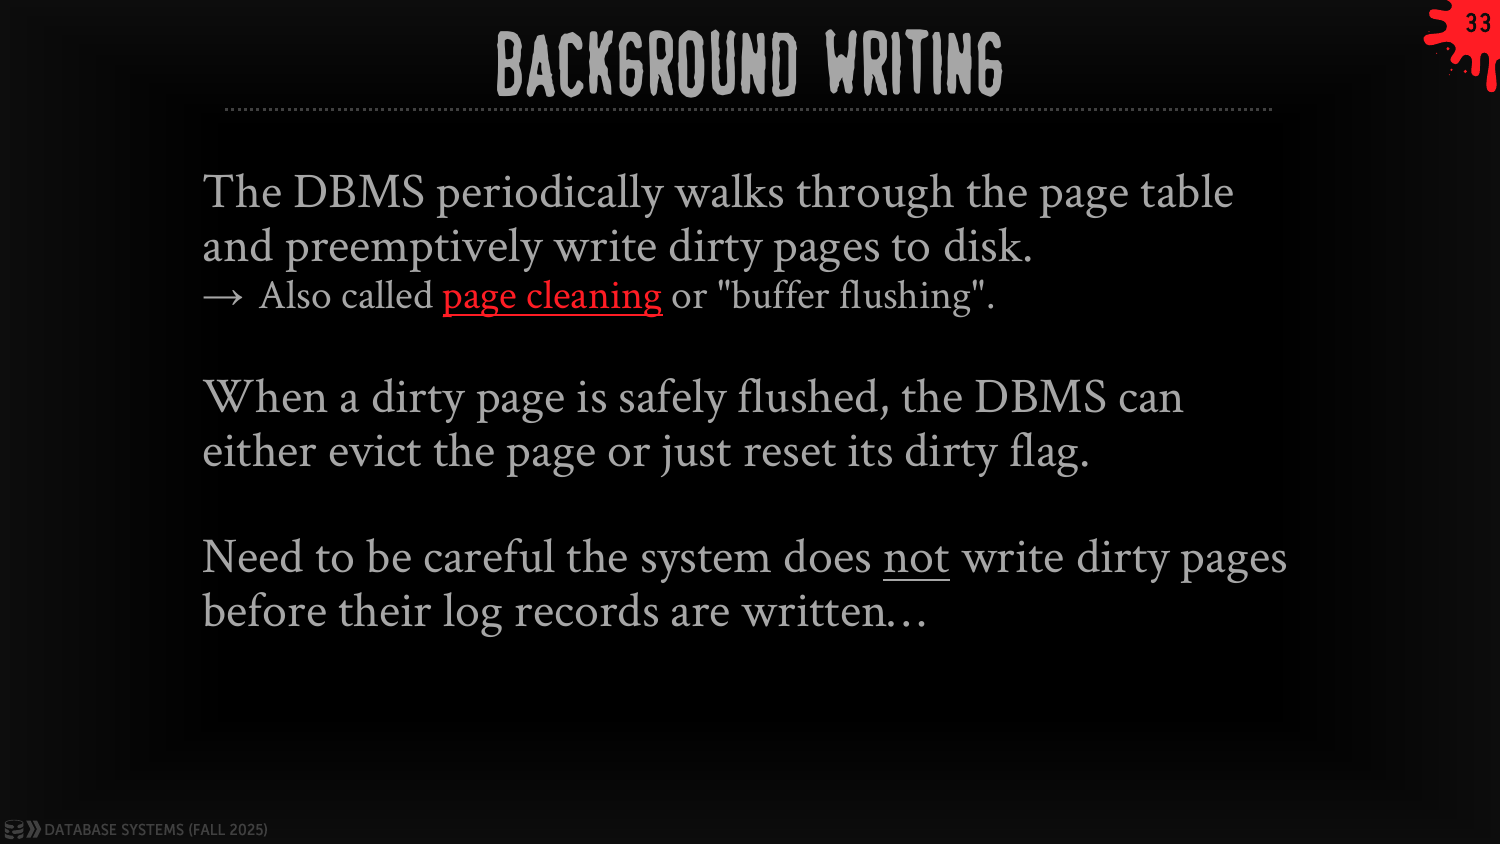 33
BACKGROUND WRITING
The DBMS periodically walks through the page table
and preemptively write dirty pages to disk.
→ Also called page cleaning or "buffer flushing".
When a dirty page is safely flushed, the DBMS can
either evict the page or just reset its dirty flag.
Need to be careful the system does not write dirty pages
before their log records are written…
DATABASE SYSTEMS (FALL 2025)